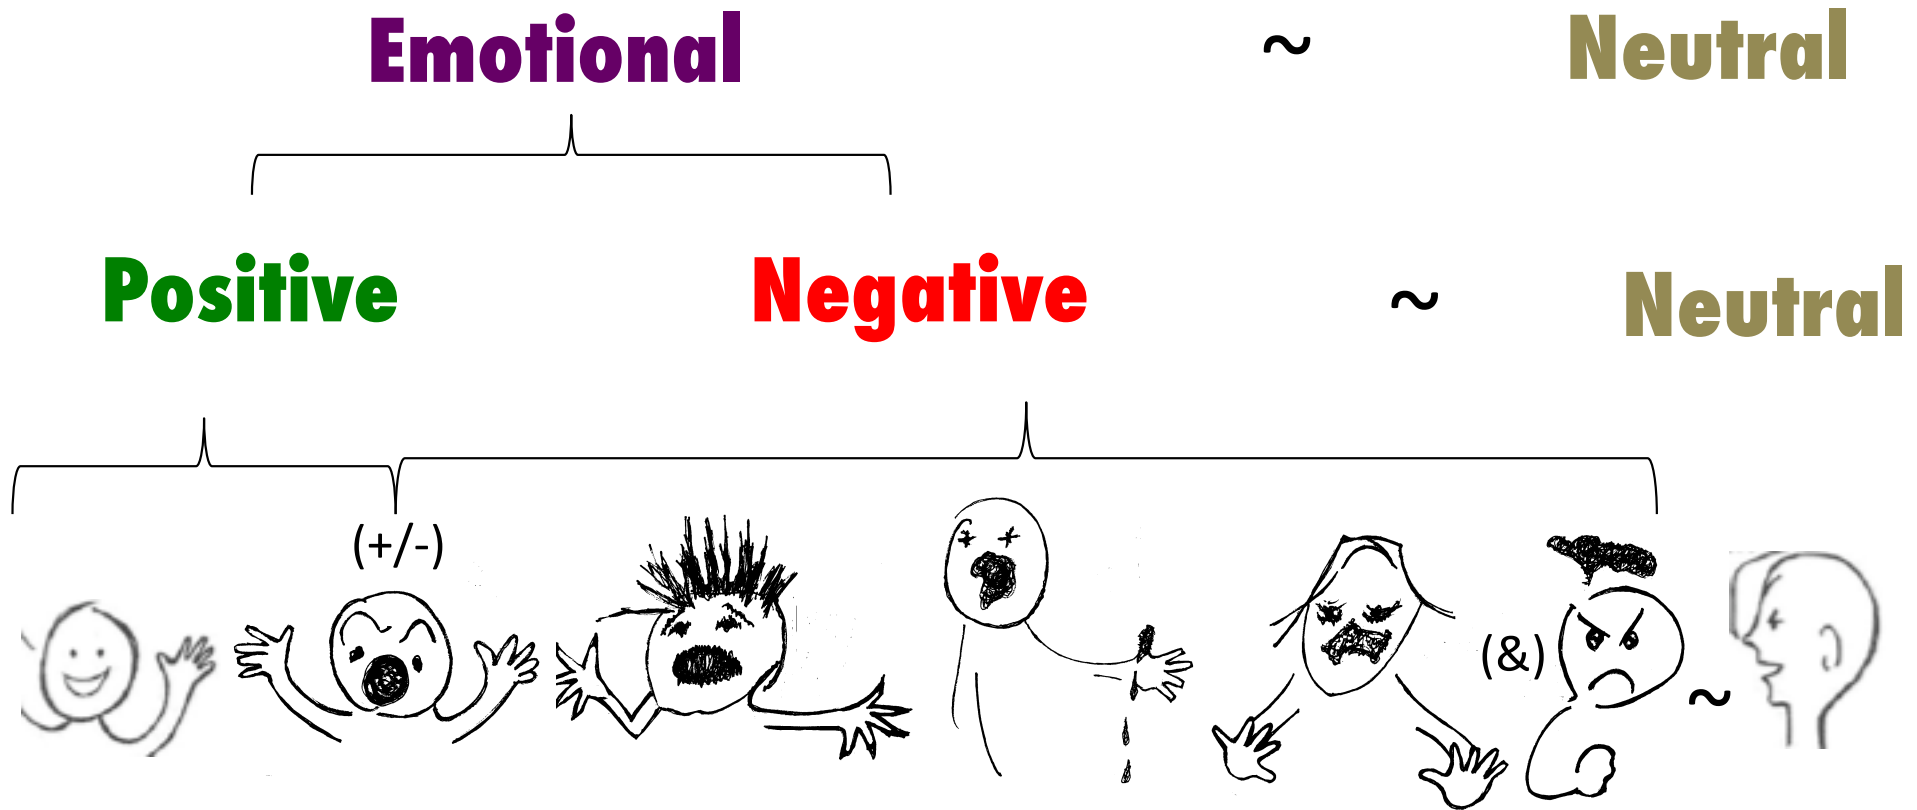 Emotional ~ Neutral
Positive Negative ~ Neutral
(+/-)
(&) ~